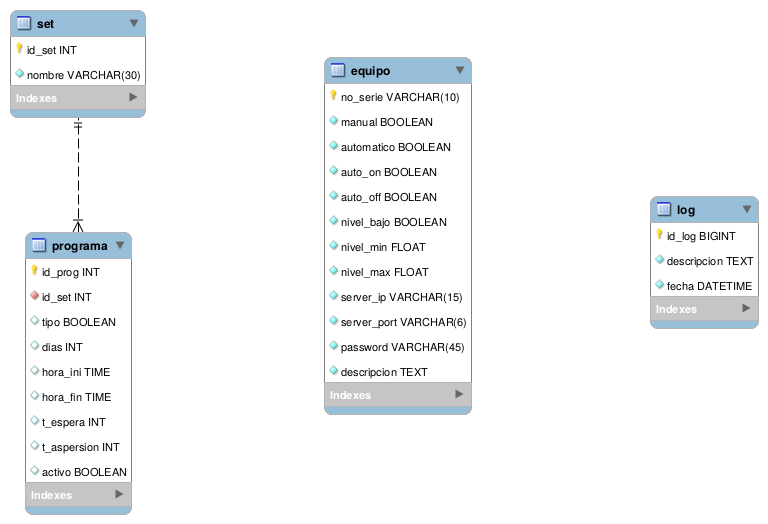 set
id_set INT
nombre VARCHAR(30)
Indexes
programa
id_prog INT
id_set INT
tipo BOOLEAN
dias INT
hora_ini TIME
hora_fin TIME
t_espera INT
t_aspersion INT
activo BOOLEAN
Indexes
equipo
no_serie VARCHAR(10)
manual BOOLEAN
automatico BOOLEAN
auto_on BOOLEAN
auto_off BOOLEAN
nivel_bajo BOOLEAN
nivel_min FLOAT
nivel_max FLOAT
server_ip VARCHAR(15)
server_port VARCHAR(6)
password VARCHAR(45)
descripcion TEXT
Indexes
log
id_log BIGINT
descripcion TEXT
fecha DATETIME
Indexes